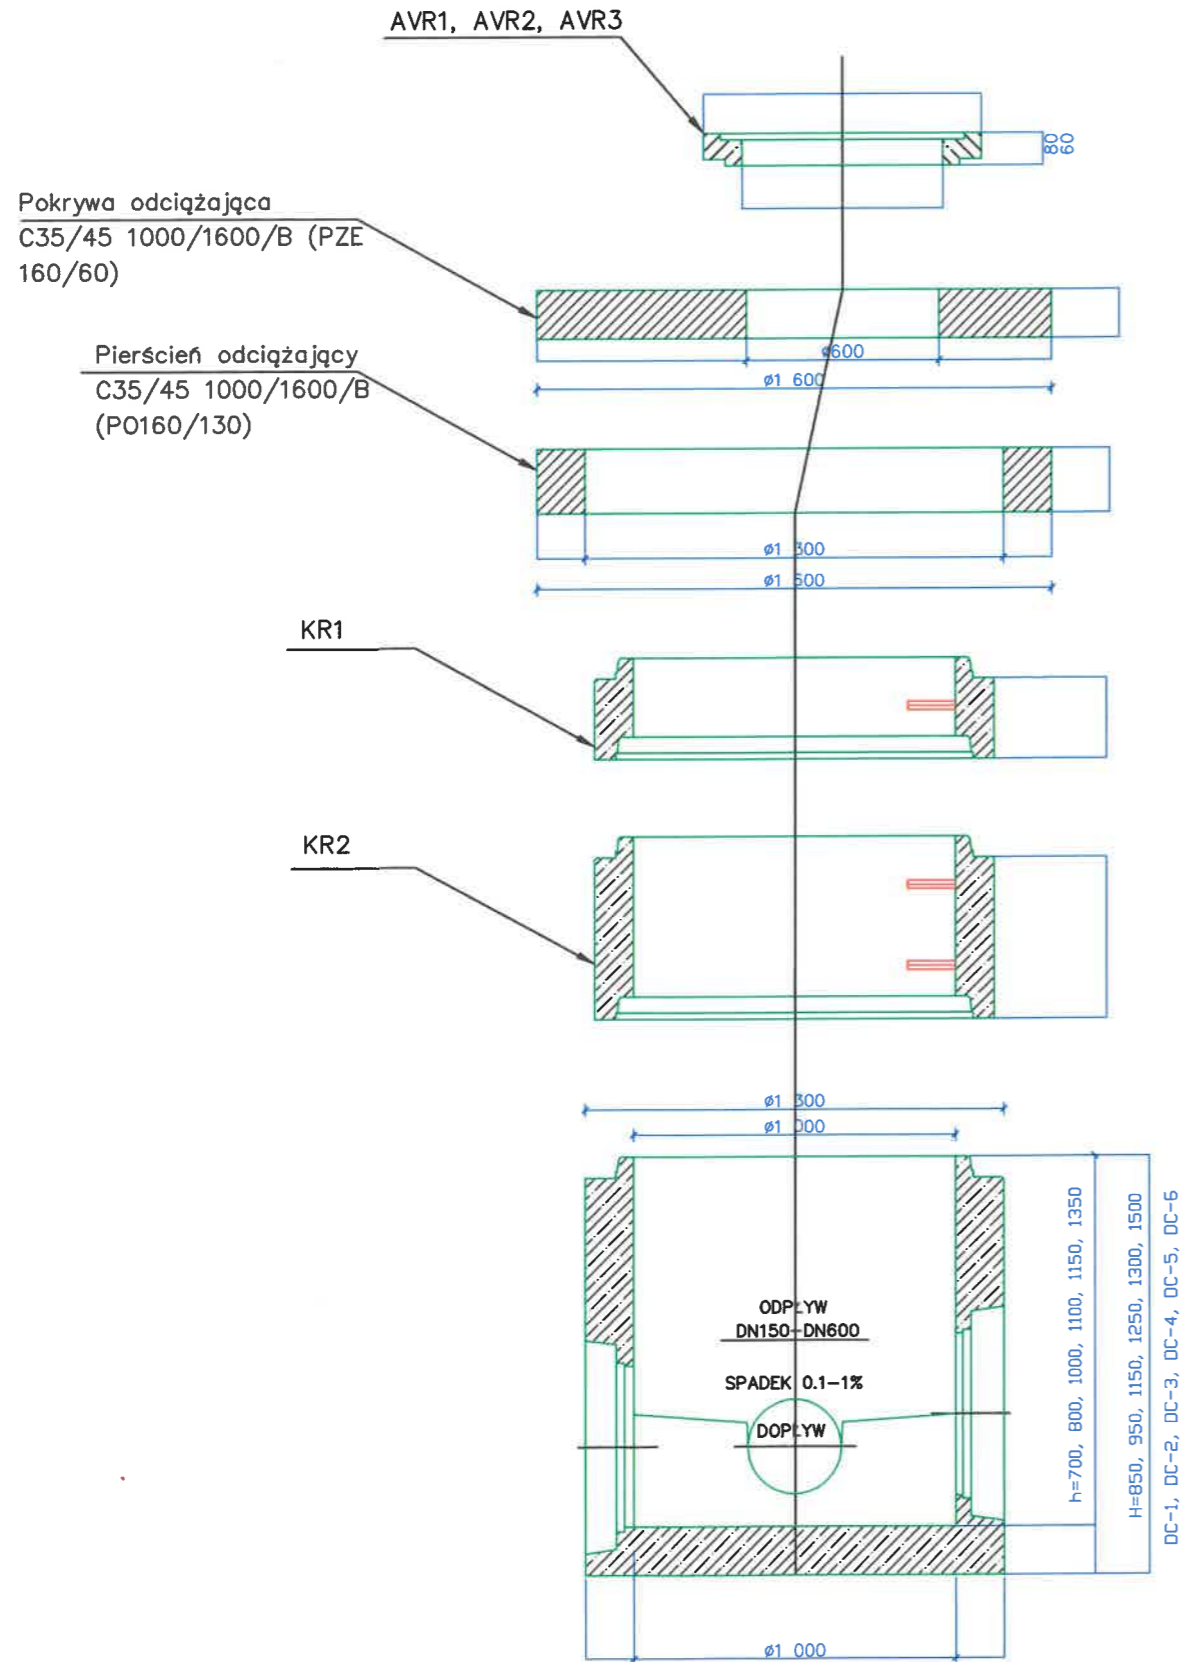 AVR1, AVR2, AVR3
80
60
Pokrywa odciążająca
C35/45 1000/1600/B (PZE
160/60)
ø600
ø1 600
Pierścień odciążający
C35/45 1000/1600/B
(PO160/130)
ø1 300
ø1 600
KR1
KR2
ø1 300
ø1 000
ODPŁYW
DN150-DN600
SPADEK 0.1-1%
DOPŁYW
h=700, 800, 1000, 1100, 1150, 1350
H=850, 950, 1150, 1250, 1300, 1500
DC-1, DC-2, DC-3, DC-4, DC-5, DC-6
ø1 000